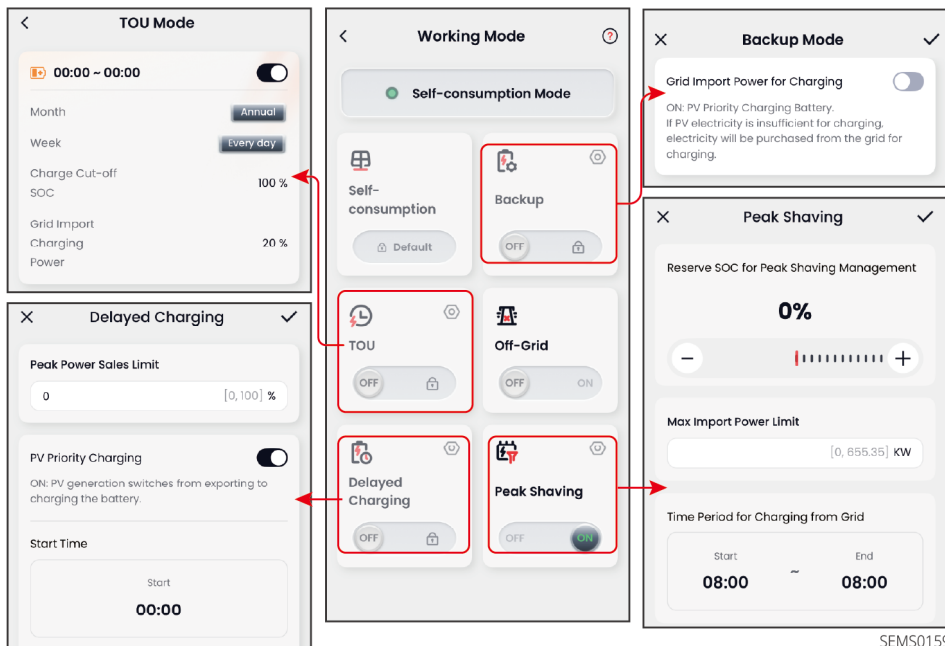 TOU Mode
00:00 ~ 00:00
Month
Annual
Week
Every day
Charge Cut-off
SOC
100 %
Grid Import
Charging
Power
20 %
Delayed Charging
Peak Power Sales Limit
0
[0, 100] %
PV Priority Charging
ON: PV generation switches from exporting to
charging the battery.
Start Time
Start
00:00
Working Mode
?
Self-consumption Mode
Self-
consumption
Default
Backup
OFF
TOU
OFF
Off-Grid
OFF
ON
Delayed
Charging
OFF
Peak Shaving
OFF
ON
Backup Mode
Grid Import Power for Charging
ON: PV Priority Charging Battery.
If PV electricity is insufficient for charging,
electricity will be purchased from the grid for
charging.
Peak Shaving
Reserve SOC for Peak Shaving Management
0%
Max Import Power Limit
[0, 655.35] KW
Time Period for Charging from Grid
Start
End
08:00
~
08:00
SEMS0159